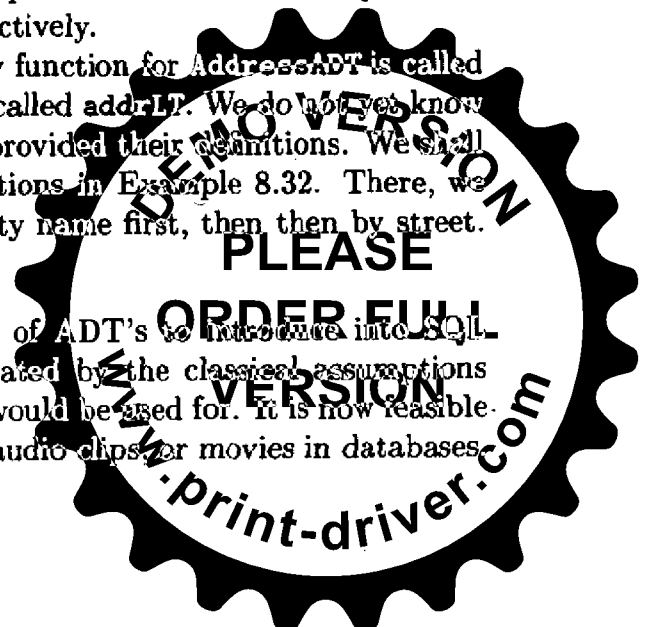 ctively.
function for AddressADT is called
called addrLT. We do not yet know
provided their definitions. We shall
tions in Example 8.32. There, we
ty name first, then then by street.
of ADT's to introduce into SQL
ated by the classical assumptions
would be used for. It is now feasible
audio clips or movies in databases.
DEMO VERSION
PLEASE
ORDER FULL
VERSION
www.print-driver.com